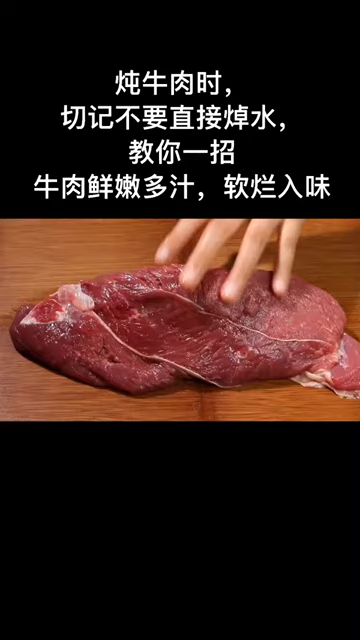 炖牛肉时，
切记不要直接焯水，
教你一招
牛肉鲜嫩多汁，软烂入味